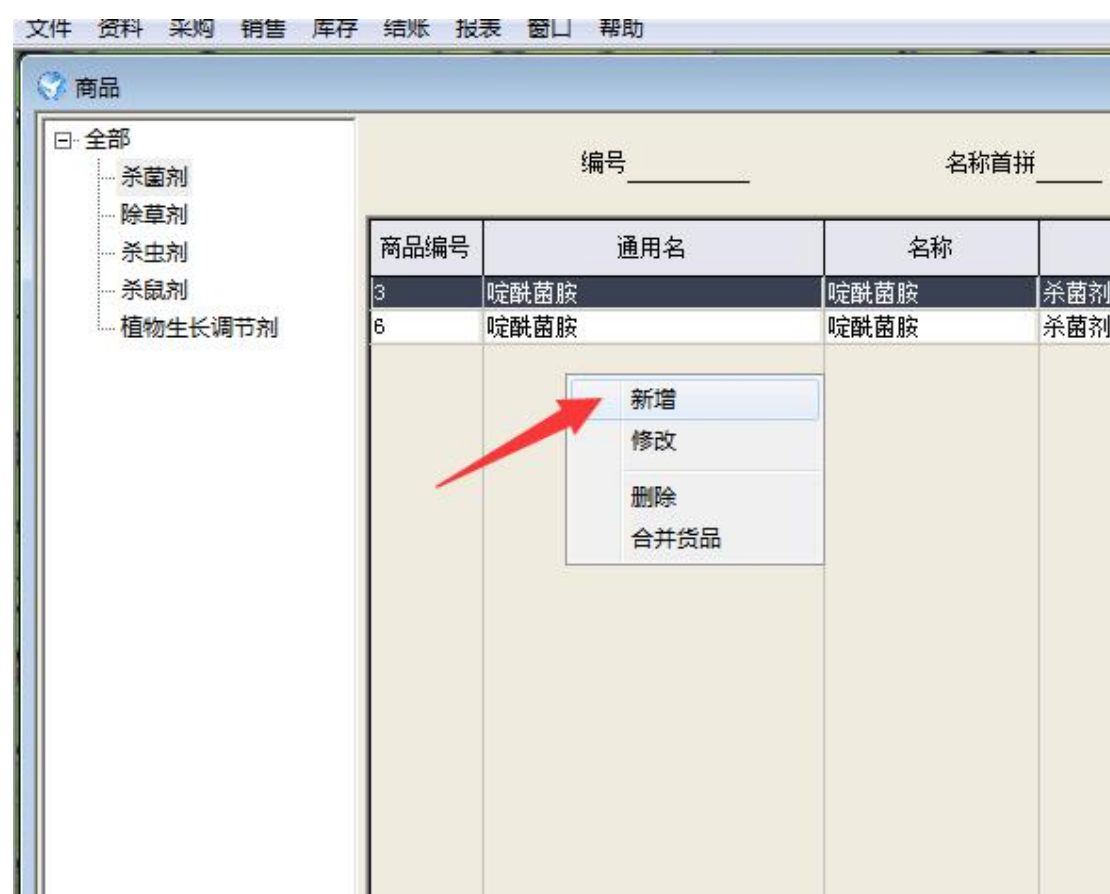 文件 资料 采购 销售 库存 结账 报表 窗口 帮助
商品
全部
杀菌剂
除草剂
杀虫剂
杀鼠剂
植物生长调节剂
编号 名称首拼
商品编号 通用名 名称
3 啶酰菌胺 啶酰菌胺 杀菌剂
6 啶酰菌胺 啶酰菌胺 杀菌剂
新增
修改
删除
合并货品